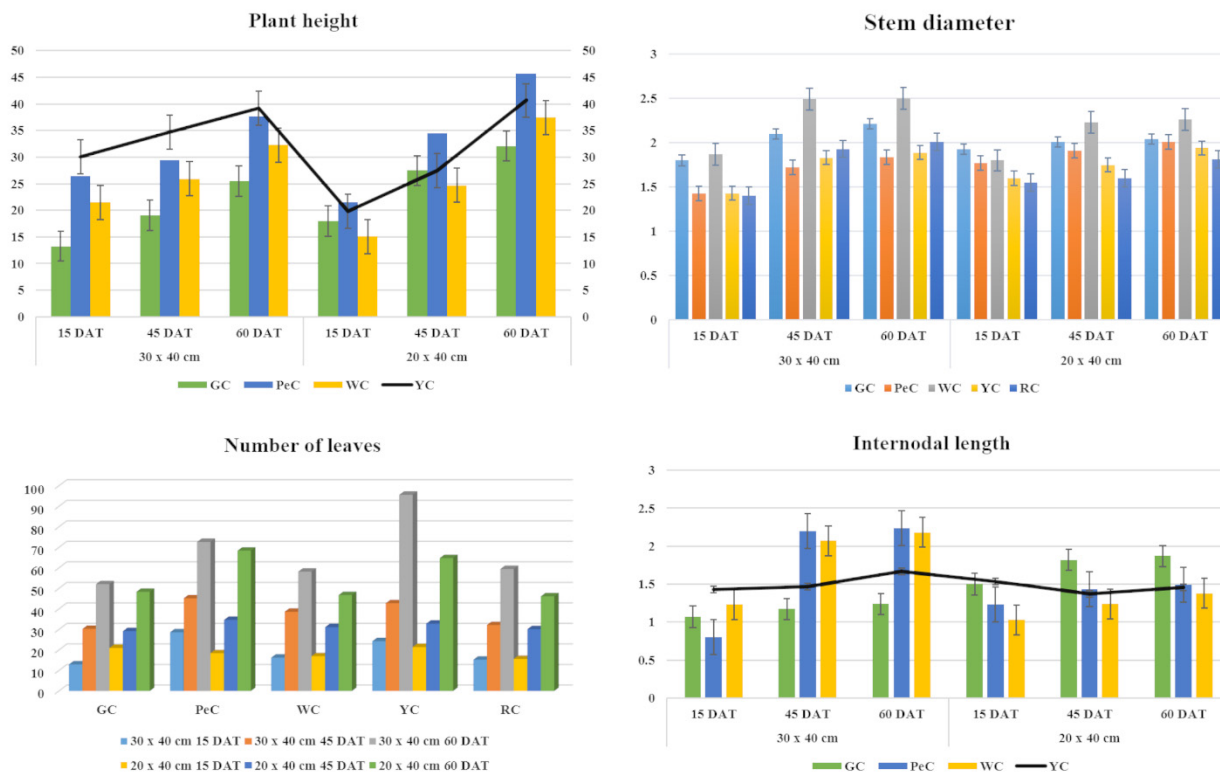 Plant height
50 50
45 45
40 40
35 35
30 30
25 25
20 20
15 15
10 10
5 5
0 0
15 DAT 45 DAT 60 DAT 15 DAT 45 DAT 60 DAT
30 x 40 cm 20 x 40 cm
GC PeC WC YC
Stem diameter
3
2.5
2
1.5
1
0.5
0
15 DAT 45 DAT 60 DAT 15 DAT 45 DAT 60 DAT
30 x 40 cm 20 x 40 cm
GC PeC WC YC RC
Number of leaves
100
90
80
70
60
50
40
30
20
10
0
GC PeC WC YC RC
30 x 40 cm 15 DAT 30 x 40 cm 45 DAT 30 x 40 cm 60 DAT
20 x 40 cm 15 DAT 20 x 40 cm 45 DAT 20 x 40 cm 60 DAT
Internodal length
3
2.5
2
1.5
1
0.5
0
15 DAT 45 DAT 60 DAT 15 DAT 45 DAT 60 DAT
30 x 40 cm 20 x 40 cm
GC PeC WC YC